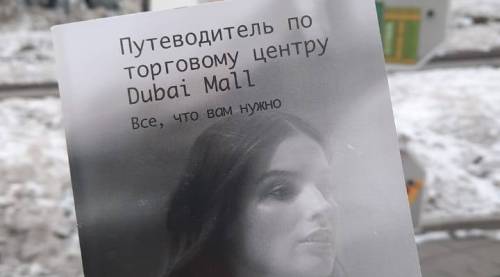 Путеводитель по
торговому центру
Dubai Mall
Все, что вам нужно